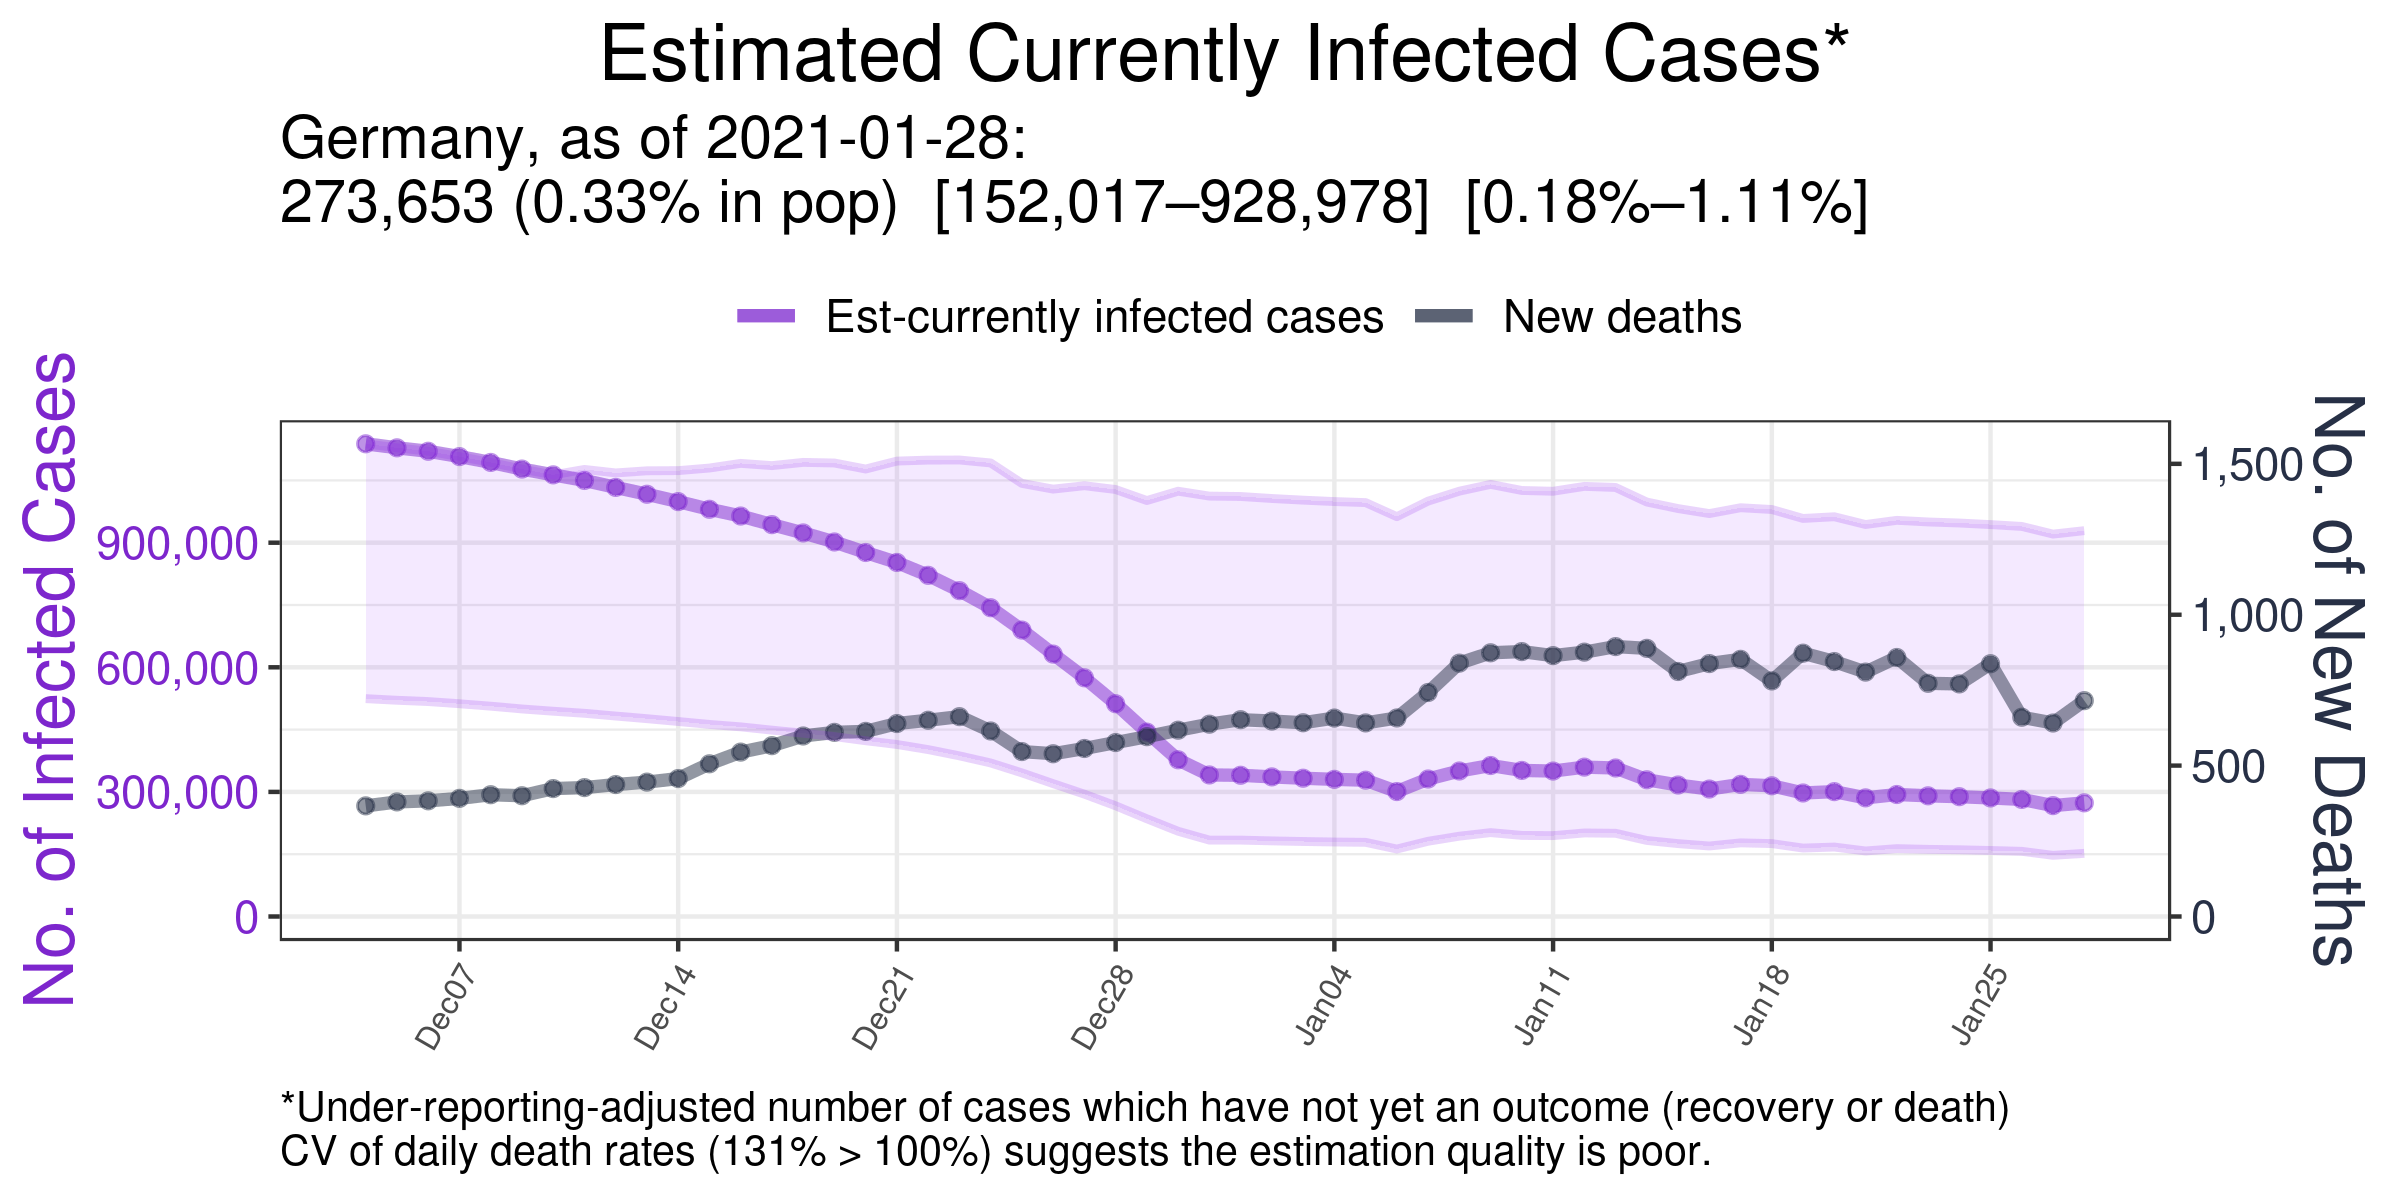 Estimated Currently Infected Cases*
Germany, as of 2021-01-28:
273,653 (0.33% in pop)  [152,017–928,978]  [0.18%–1.11%]
Est-currently infected cases
New deaths
No. of Infected Cases
900,000
600,000
300,000
0
1,500
1,000
500
0
No. of New Deaths
Dec07
Dec14
Dec21
Dec28
Jan04
Jan11
Jan18
Jan25
*Under-reporting-adjusted number of cases which have not yet an outcome (recovery or death)
CV of daily death rates (131% > 100%) suggests the estimation quality is poor.